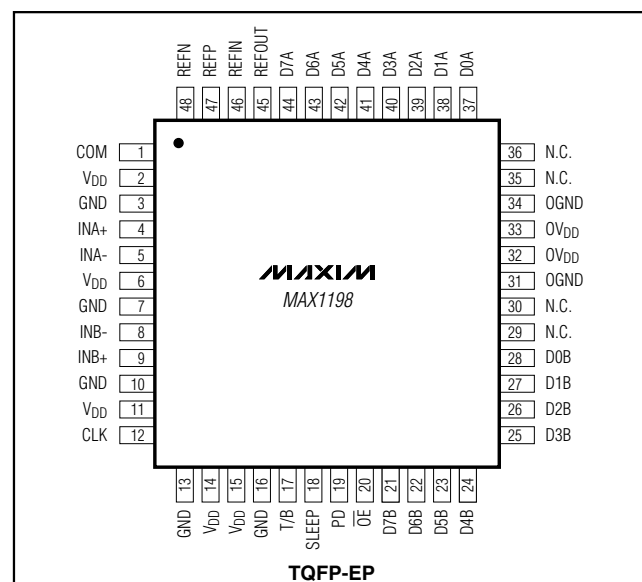 REFN REFP REFIN REFOUT D7A D6A D5A D4A D3A D2A D1A D0A
48 47 46 45 44 43 42 41 40 39 38 37
COM 1
VDD 2
GND 3
INA+ 4
INA- 5
VDD 6
GND 7
INB- 8
INB+ 9
GND 10
VDD 11
CLK 12
MAXIM
MAX1198
36 N.C.
35 N.C.
34 OGND
33 OVDD
32 OVDD
31 OGND
30 N.C.
29 N.C.
28 D0B
27 D1B
26 D2B
25 D3B
13 14 15 16 17 18 19 20 21 22 23 24
GND VDD VDD GND T/B SLEEP PD O̅E̅ D7B D6B D5B D4B
TQFP-EP